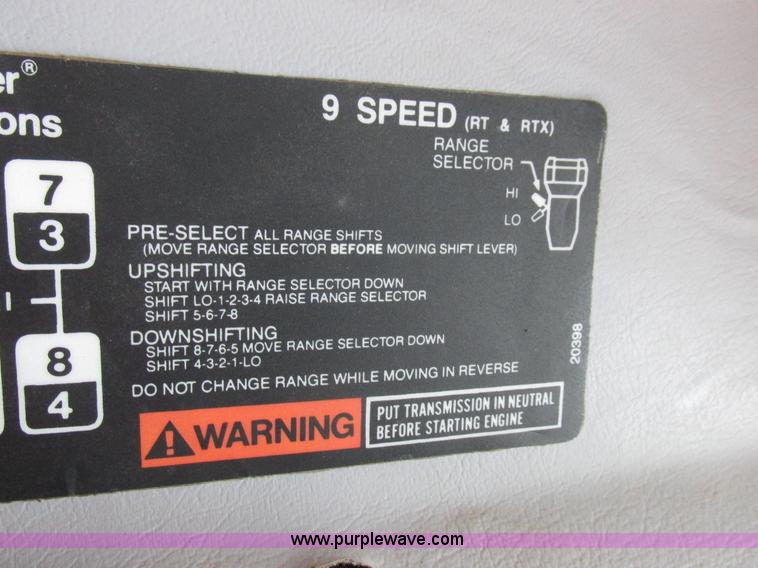 er®
ons
9 SPEED (RT & RTX)
RANGE
SELECTOR
HI
LO
7
3
8
4
PRE-SELECT ALL RANGE SHIFTS
(MOVE RANGE SELECTOR BEFORE MOVING SHIFT LEVER)
UPSHIFTING
START WITH RANGE SELECTOR DOWN
SHIFT LO-1-2-3-4 RAISE RANGE SELECTOR
SHIFT 5-6-7-8
DOWNSHIFTING
SHIFT 8-7-6-5 MOVE RANGE SELECTOR DOWN
SHIFT 4-3-2-1-LO
DO NOT CHANGE RANGE WHILE MOVING IN REVERSE
20398
WARNING
PUT TRANSMISSION IN NEUTRAL
BEFORE STARTING ENGINE
www.purplewave.com